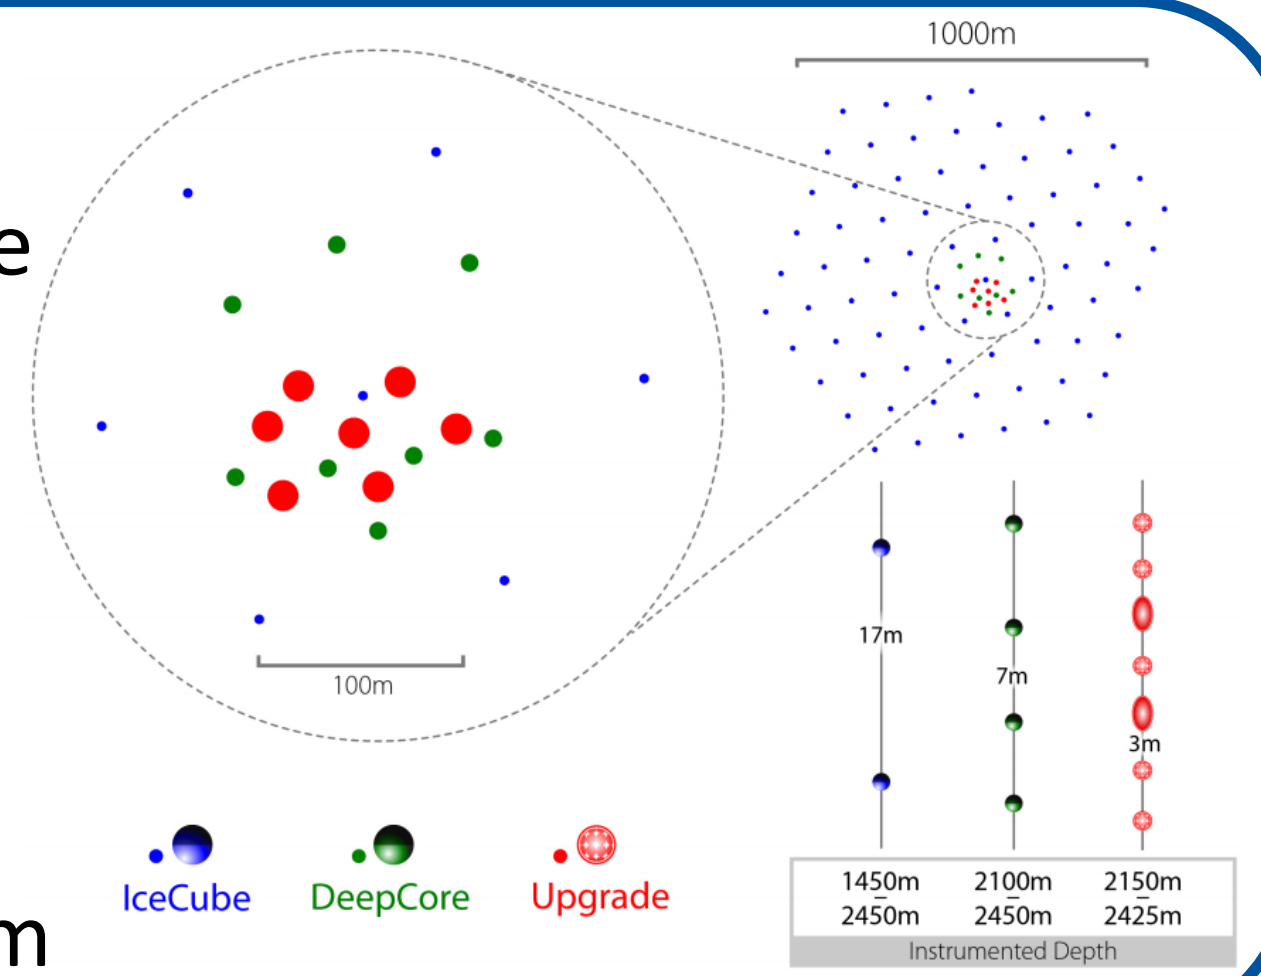 1000m
e
100m
17m
7m
3m
IceCube DeepCore Upgrade
1450m 2100m 2150m
– – –
2450m 2450m 2425m
Instrumented Depth
m